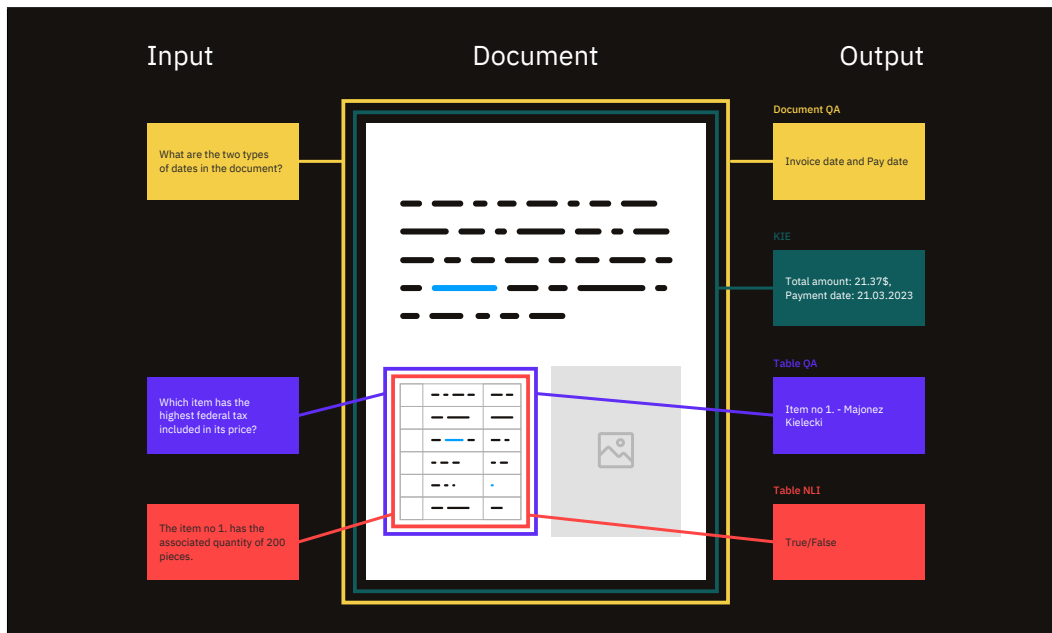 Input
Document
Output
Document QA
What are the two types
of dates in the document?
Invoice date and Pay date
KIE
Total amount: 21.37$,
Payment date: 21.03.2023
Table QA
Which item has the
highest federal tax
included in its price?
Item no 1. - Majonez
Kielecki
Table NLI
The item no 1. has the
associated quantity of 200
pieces.
True/False